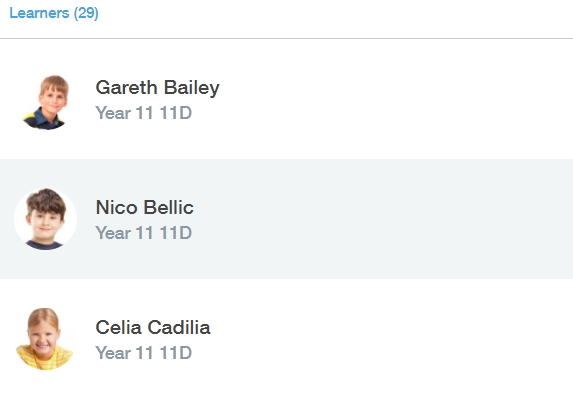 Learners (29)
Gareth Bailey
Year 11 11D
Nico Bellic
Year 11 11D
Celia Cadilia
Year 11 11D